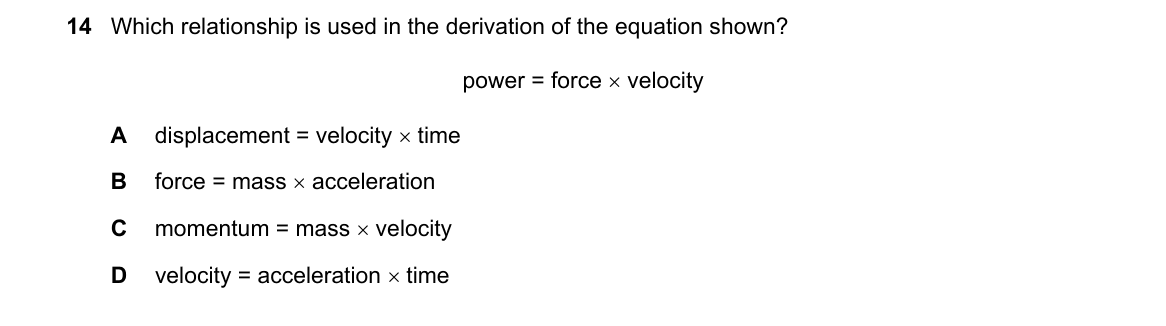 14 Which relationship is used in the derivation of the equation shown?
power = force × velocity
A displacement = velocity × time
B force = mass × acceleration
C momentum = mass × velocity
D velocity = acceleration × time